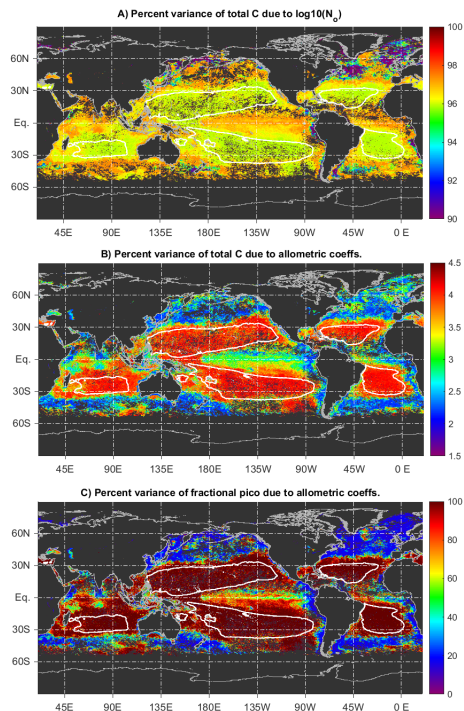 A) Percent variance of total C due to log10(No)
60N
30N
Eq.
30S
60S
45E 90E 135E 180E 135W 90W 45W 0 E
100
98
96
94
92
90
B) Percent variance of total C due to allometric coeffs.
60N
30N
Eq.
30S
60S
45E 90E 135E 180E 135W 90W 45W 0 E
4.5
4
3.5
3
2.5
2
1.5
C) Percent variance of fractional pico due to allometric coeffs.
60N
30N
Eq.
30S
60S
45E 90E 135E 180E 135W 90W 45W 0 E
100
80
60
40
20
0